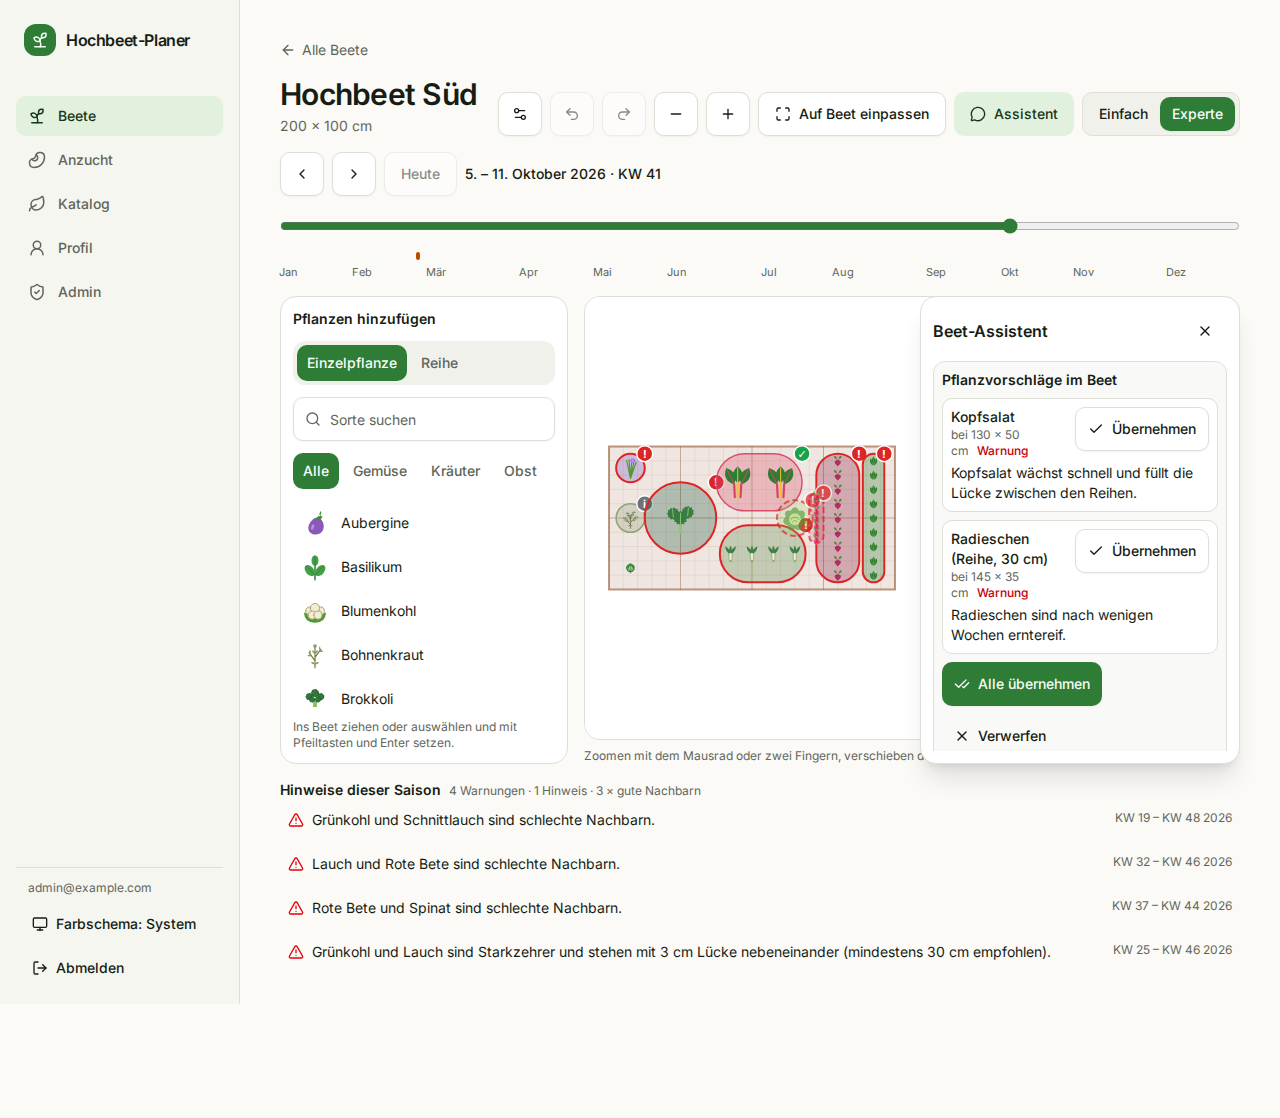 Hochbeet-Planer
Beete
Anzucht
Katalog
Profil
Admin
admin@example.com
Farbschema: System
Abmelden
Alle Beete
Hochbeet Süd
200 × 100 cm
Auf Beet einpassen
Assistent
Einfach
Experte
Heute
5. – 11. Oktober 2026 · KW 41
Jan Feb Mär Apr Mai Jun Jul Aug Sep Okt Nov Dez
Pflanzen hinzufügen
Einzelpflanze Reihe
Sorte suchen
Alle Gemüse Kräuter Obst
Aubergine
Basilikum
Blumenkohl
Bohnenkraut
Brokkoli
Ins Beet ziehen oder auswählen und mit
Pfeiltasten und Enter setzen.
Zoomen mit dem Mausrad oder zwei Fingern, verschieben
Beet-Assistent
Pflanzvorschläge im Beet
Kopfsalat
bei 130 × 50
cm Warnung
Übernehmen
Kopfsalat wächst schnell und füllt die
Lücke zwischen den Reihen.
Radieschen
(Reihe, 30 cm)
bei 145 × 35
cm Warnung
Übernehmen
Radieschen sind nach wenigen
Wochen erntereif.
Alle übernehmen
Verwerfen
Hinweise dieser Saison 4 Warnungen · 1 Hinweis · 3 × gute Nachbarn
Grünkohl und Schnittlauch sind schlechte Nachbarn. KW 19 – KW 48 2026
Lauch und Rote Bete sind schlechte Nachbarn. KW 32 – KW 46 2026
Rote Bete und Spinat sind schlechte Nachbarn. KW 37 – KW 44 2026
Grünkohl und Lauch sind Starkzehrer und stehen mit 3 cm Lücke nebeneinander (mindestens 30 cm empfohlen). KW 25 – KW 46 2026